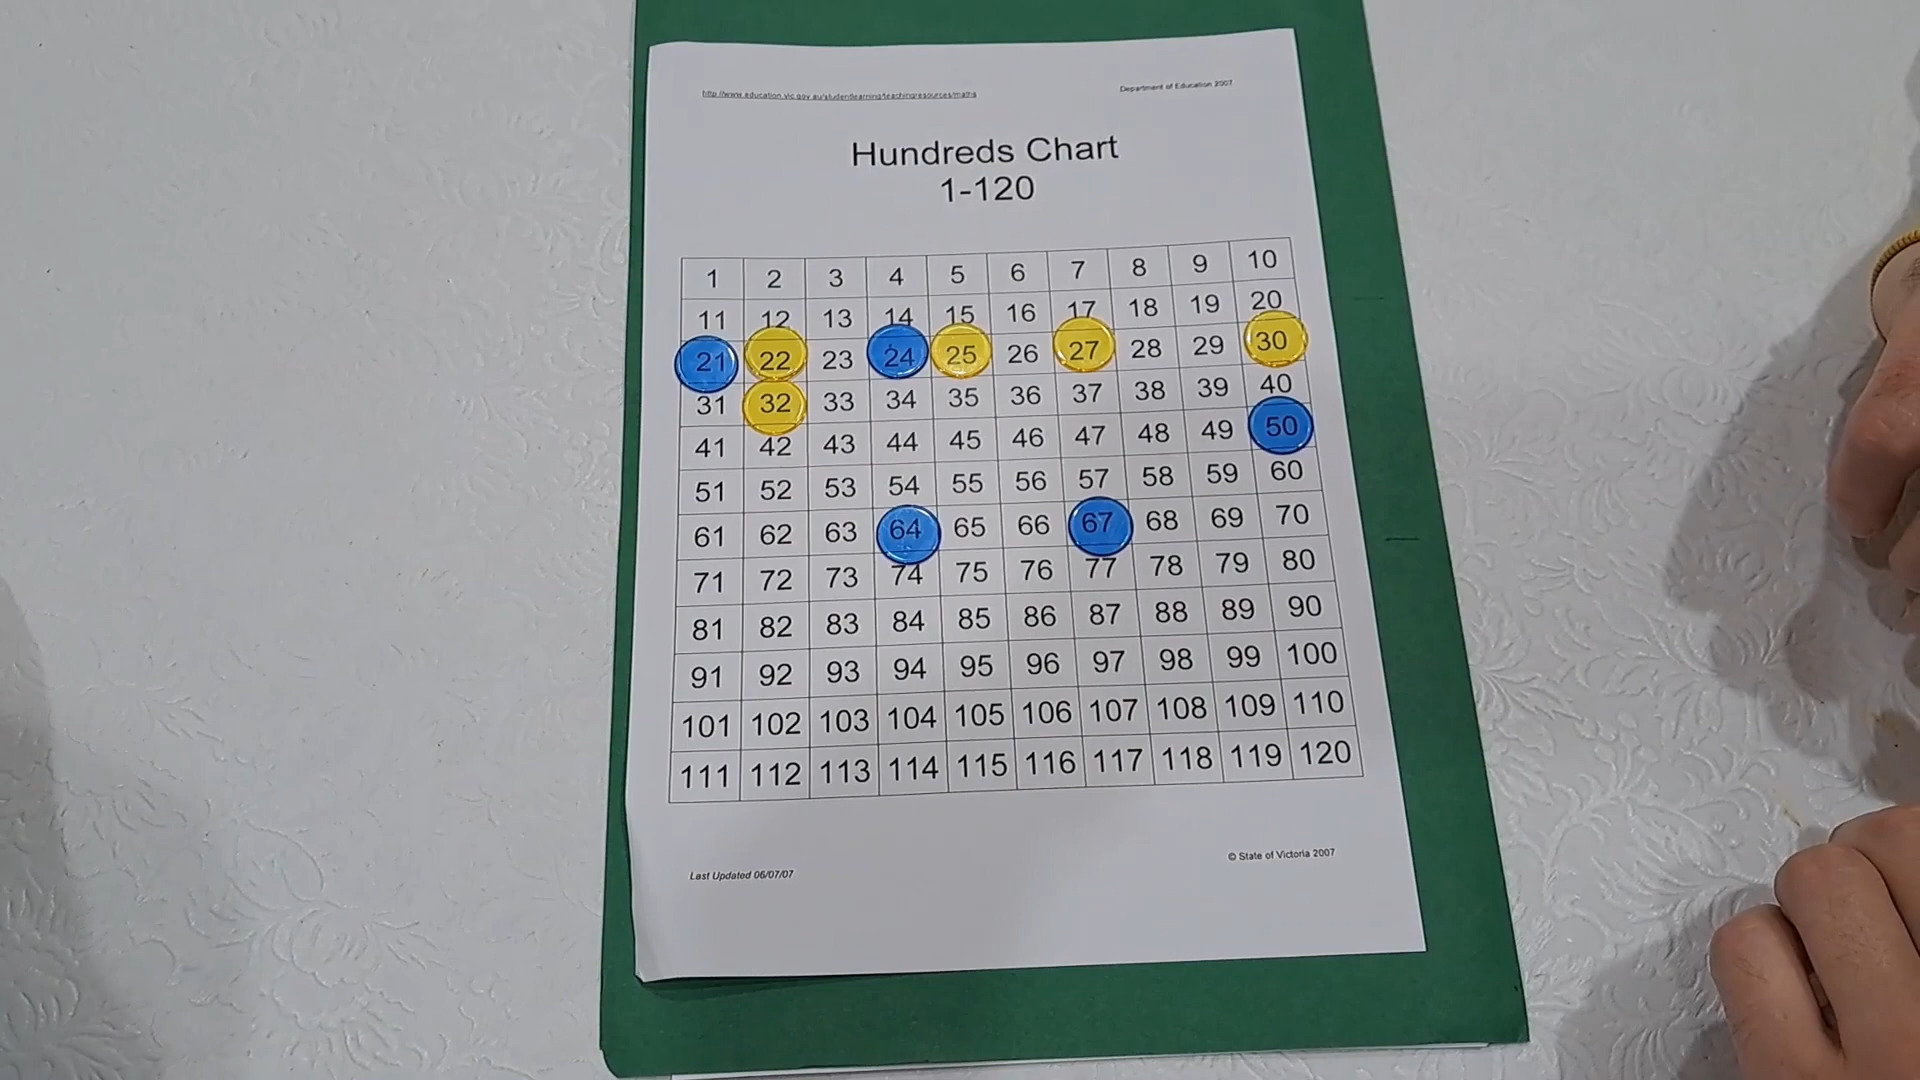 http://www.education.vic.gov.au/studentlearning/teachingresources/maths
Department of Education 2007
Hundreds Chart
1-120
1 2 3 4 5 6 7 8 9 10
11 12 13 14 15 16 17 18 19 20
21 22 23 24 25 26 27 28 29 30
31 32 33 34 35 36 37 38 39 40
41 42 43 44 45 46 47 48 49 50
51 52 53 54 55 56 57 58 59 60
61 62 63 64 65 66 67 68 69 70
71 72 73 74 75 76 77 78 79 80
81 82 83 84 85 86 87 88 89 90
91 92 93 94 95 96 97 98 99 100
101 102 103 104 105 106 107 108 109 110
111 112 113 114 115 116 117 118 119 120
© State of Victoria 2007
Last Updated 06/07/07